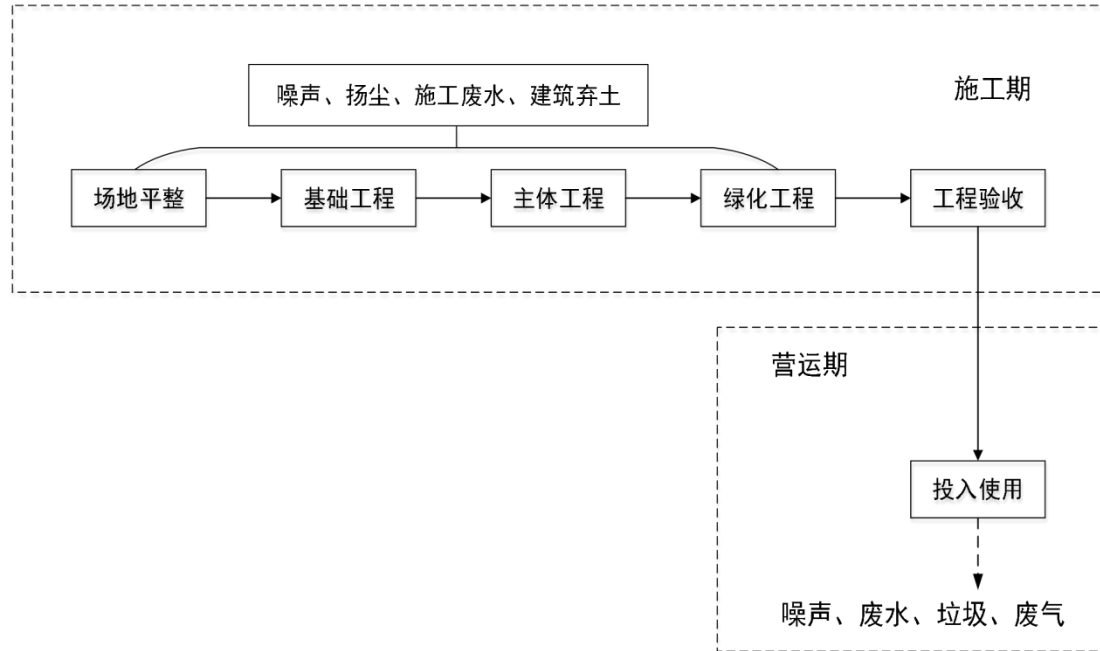 施工期
噪声、扬尘、施工废水、建筑弃土
场地平整
基础工程
主体工程
绿化工程
工程验收
营运期
投入使用
噪声、废水、垃圾、废气